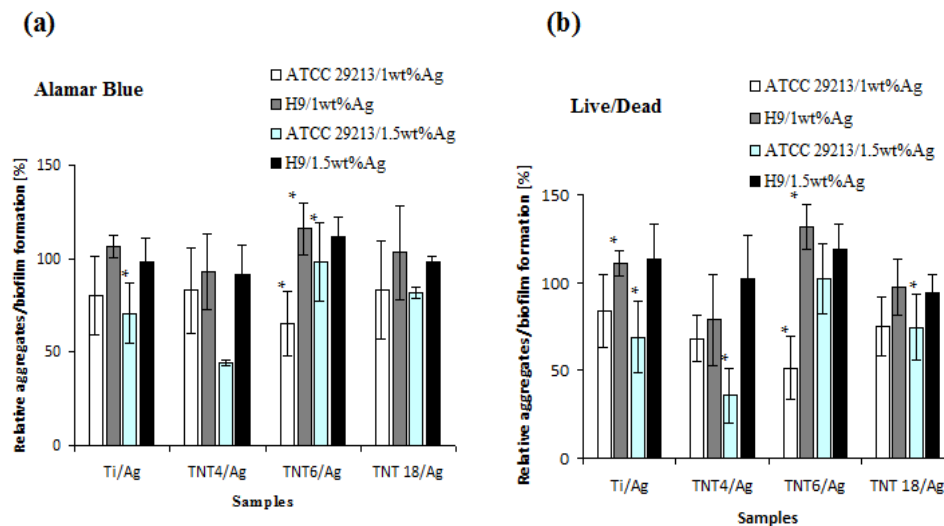 (a)
Alamar Blue
ATCC 29213/1wt%Ag
H9/1wt%Ag
ATCC 29213/1.5wt%Ag
H9/1.5wt%Ag
Relative aggregates/biofilm formation [%]
150
100
50
0
* * * *
Ti/Ag TNT4/Ag TNT6/Ag TNT 18/Ag
Samples
(b)
Live/Dead
ATCC 29213/1wt%Ag
H9/1wt%Ag
ATCC 29213/1.5wt%Ag
H9/1.5wt%Ag
Relative aggregates/biofilm formation [%]
150
100
50
0
* * * * * *
Ti/Ag TNT4/Ag TNT6/Ag TNT 18/Ag
Samples